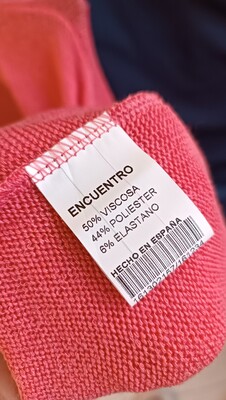 ENCUENTRO
50% VISCOSA
44% POLIESTER
6% ELASTANO
HECHO EN ESPAÑA